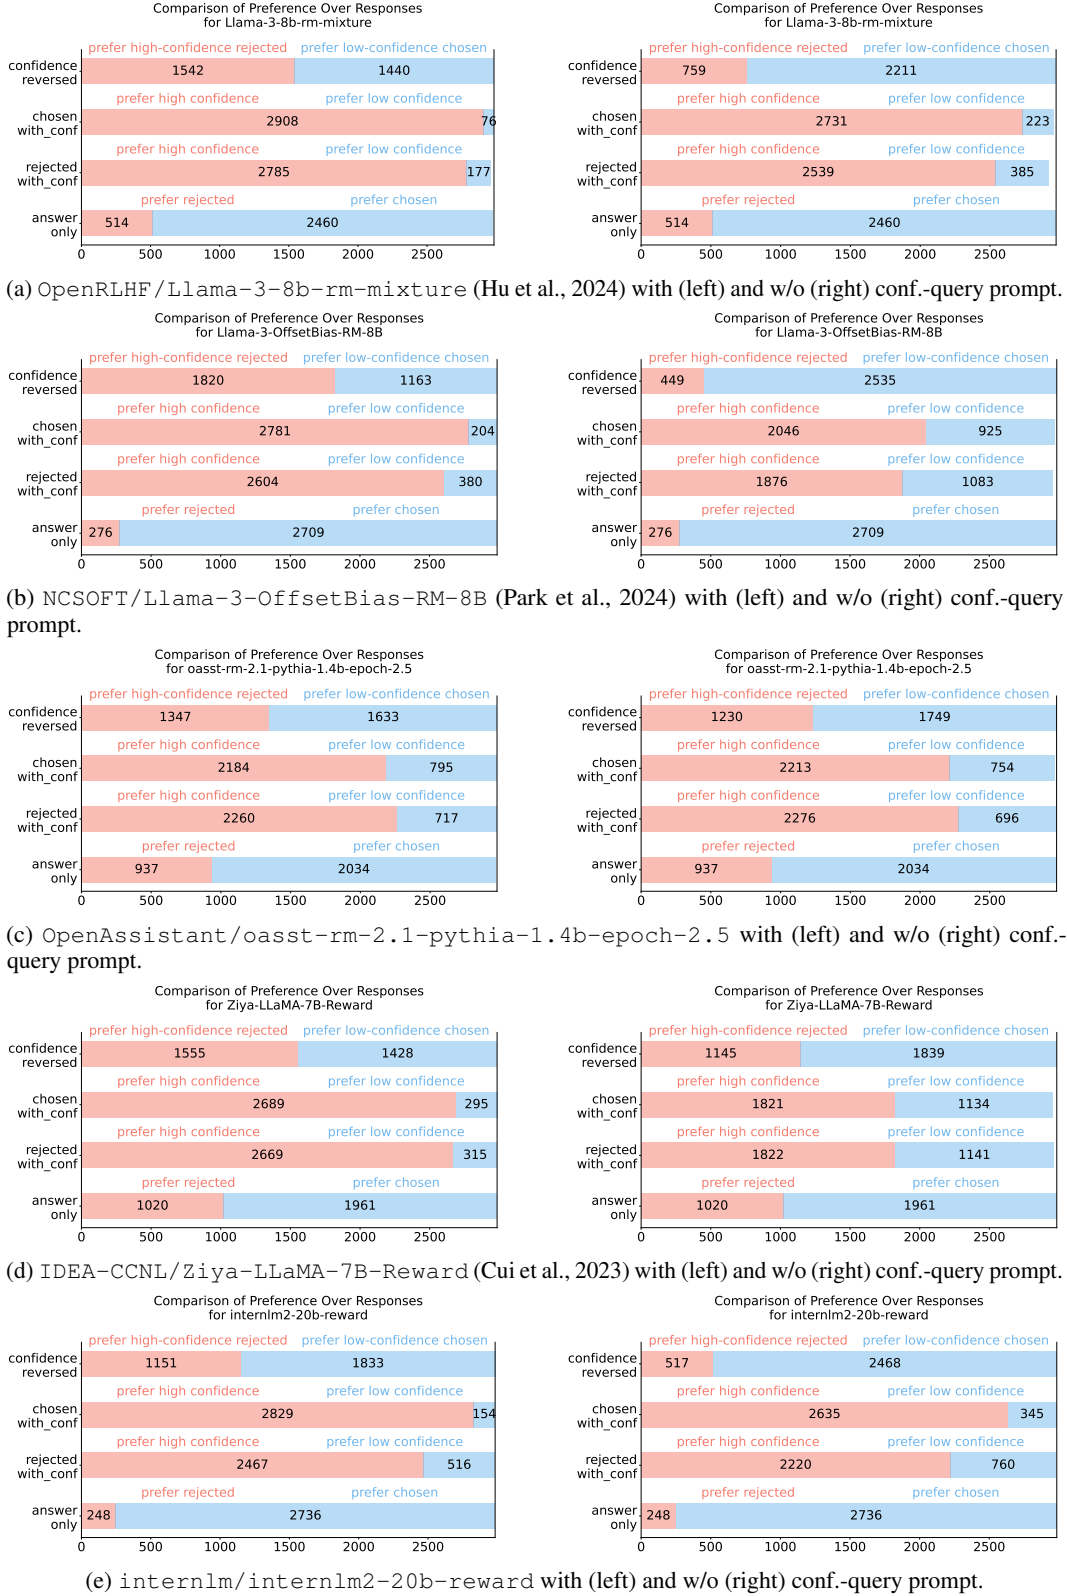 Comparison of Preference Over Responses
for Llama-3-8b-rm-mixture
prefer high-confidence rejected prefer low-confidence chosen
confidence
reversed
1542 1440
prefer high confidence prefer low confidence
chosen
with_conf
2908 76
prefer high confidence prefer low confidence
rejected
with_conf
2785 177
prefer rejected prefer chosen
answer
only
514 2460
0 500 1000 1500 2000 2500
Comparison of Preference Over Responses
for Llama-3-8b-rm-mixture
prefer high-confidence rejected prefer low-confidence chosen
confidence
reversed
759 2211
prefer high confidence prefer low confidence
chosen
with_conf
2731 223
prefer high confidence prefer low confidence
rejected
with_conf
2539 385
prefer rejected prefer chosen
answer
only
514 2460
0 500 1000 1500 2000 2500
(a) OpenRLHF/Llama-3-8b-rm-mixture (Hu et al., 2024) with (left) and w/o (right) conf.-query prompt.
Comparison of Preference Over Responses
for Llama-3-OffsetBias-RM-8B
prefer high-confidence rejected prefer low-confidence chosen
confidence
reversed
1820 1163
prefer high confidence prefer low confidence
chosen
with_conf
2781 204
prefer high confidence prefer low confidence
rejected
with_conf
2604 380
prefer rejected prefer chosen
answer
only
276 2709
0 500 1000 1500 2000 2500
Comparison of Preference Over Responses
for Llama-3-OffsetBias-RM-8B
prefer high-confidence rejected prefer low-confidence chosen
confidence
reversed
449 2535
prefer high confidence prefer low confidence
chosen
with_conf
2046 925
prefer high confidence prefer low confidence
rejected
with_conf
1876 1083
prefer rejected prefer chosen
answer
only
276 2709
0 500 1000 1500 2000 2500
(b) NCSOFT/Llama-3-OffsetBias-RM-8B (Park et al., 2024) with (left) and w/o (right) conf.-query
prompt.
Comparison of Preference Over Responses
for oasst-rm-2.1-pythia-1.4b-epoch-2.5
prefer high-confidence rejected prefer low-confidence chosen
confidence
reversed
1347 1633
prefer high confidence prefer low confidence
chosen
with_conf
2184 795
prefer high confidence prefer low confidence
rejected
with_conf
2260 717
prefer rejected prefer chosen
answer
only
937 2034
0 500 1000 1500 2000 2500
Comparison of Preference Over Responses
for oasst-rm-2.1-pythia-1.4b-epoch-2.5
prefer high-confidence rejected prefer low-confidence chosen
confidence
reversed
1230 1749
prefer high confidence prefer low confidence
chosen
with_conf
2213 754
prefer high confidence prefer low confidence
rejected
with_conf
2276 696
prefer rejected prefer chosen
answer
only
937 2034
0 500 1000 1500 2000 2500
(c) OpenAssistant/oasst-rm-2.1-pythia-1.4b-epoch-2.5 with (left) and w/o (right) conf.-
query prompt.
Comparison of Preference Over Responses
for Ziya-LLaMA-7B-Reward
prefer high-confidence rejected prefer low-confidence chosen
confidence
reversed
1555 1428
prefer high confidence prefer low confidence
chosen
with_conf
2689 295
prefer high confidence prefer low confidence
rejected
with_conf
2669 315
prefer rejected prefer chosen
answer
only
1020 1961
0 500 1000 1500 2000 2500
Comparison of Preference Over Responses
for Ziya-LLaMA-7B-Reward
prefer high-confidence rejected prefer low-confidence chosen
confidence
reversed
1145 1839
prefer high confidence prefer low confidence
chosen
with_conf
1821 1134
prefer high confidence prefer low confidence
rejected
with_conf
1822 1141
prefer rejected prefer chosen
answer
only
1020 1961
0 500 1000 1500 2000 2500
(d) IDEA-CCNL/Ziya-LLaMA-7B-Reward (Cui et al., 2023) with (left) and w/o (right) conf.-query prompt.
Comparison of Preference Over Responses
for internlm2-20b-reward
prefer high-confidence rejected prefer low-confidence chosen
confidence
reversed
1151 1833
prefer high confidence prefer low confidence
chosen
with_conf
2829 154
prefer high confidence prefer low confidence
rejected
with_conf
2467 516
prefer rejected prefer chosen
answer
only
248 2736
0 500 1000 1500 2000 2500
Comparison of Preference Over Responses
for internlm2-20b-reward
prefer high-confidence rejected prefer low-confidence chosen
confidence
reversed
517 2468
prefer high confidence prefer low confidence
chosen
with_conf
2635 345
prefer high confidence prefer low confidence
rejected
with_conf
2220 760
prefer rejected prefer chosen
answer
only
248 2736
0 500 1000 1500 2000 2500
(e) internlm/internlm2-20b-reward with (left) and w/o (right) conf.-query prompt.